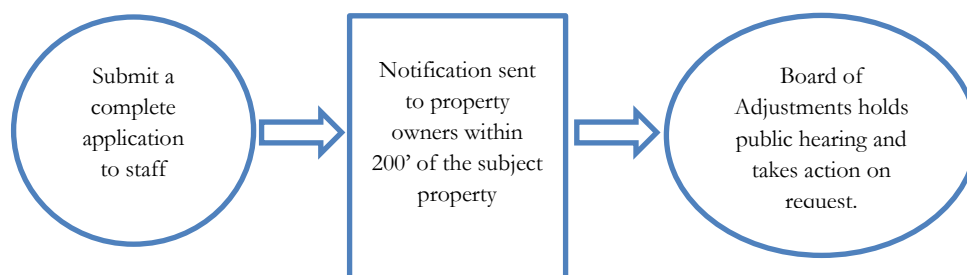 Submit a
complete
application
to staff
Notification sent
to property
owners within
200’ of the subject
property
Board of
Adjustments holds
public hearing and
takes action on
request.